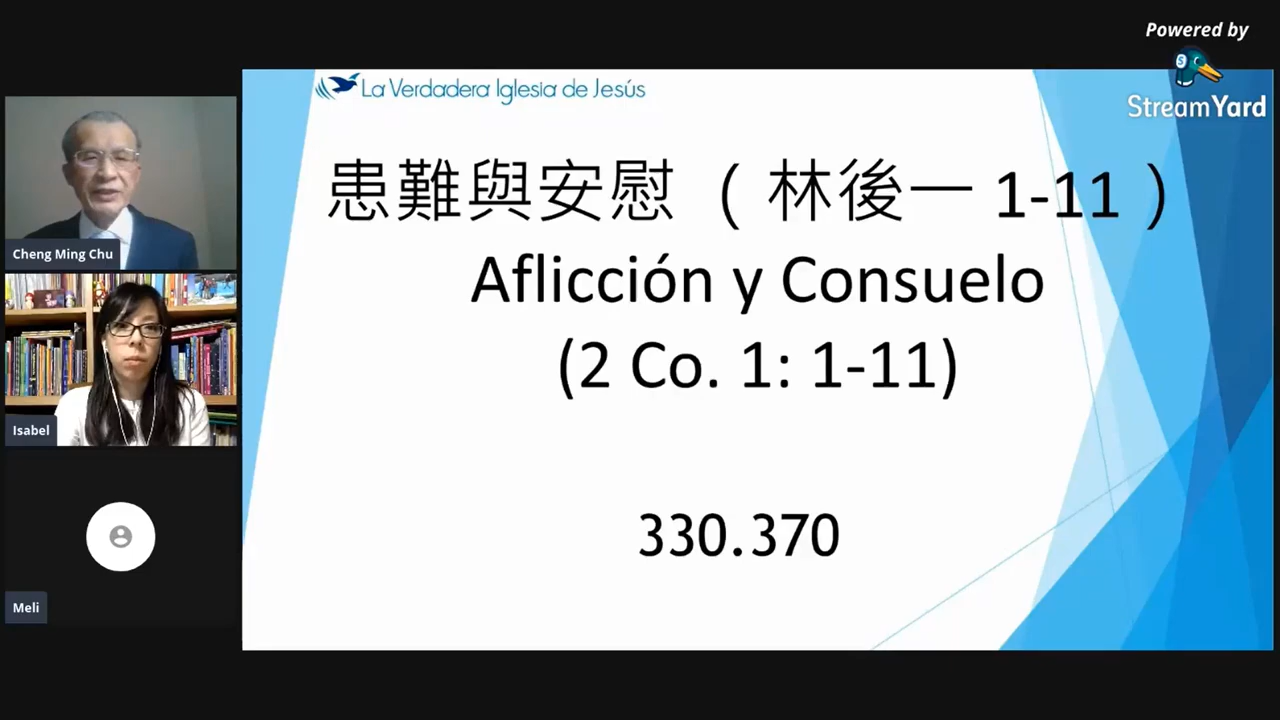 Powered by
StreamYard
La Verdadera Iglesia de Jesús
患難與安慰 (林後一 1-11)
Aflicción y Consuelo
(2 Co. 1: 1-11)
330.370
Cheng Ming Chu
Isabel
Meli